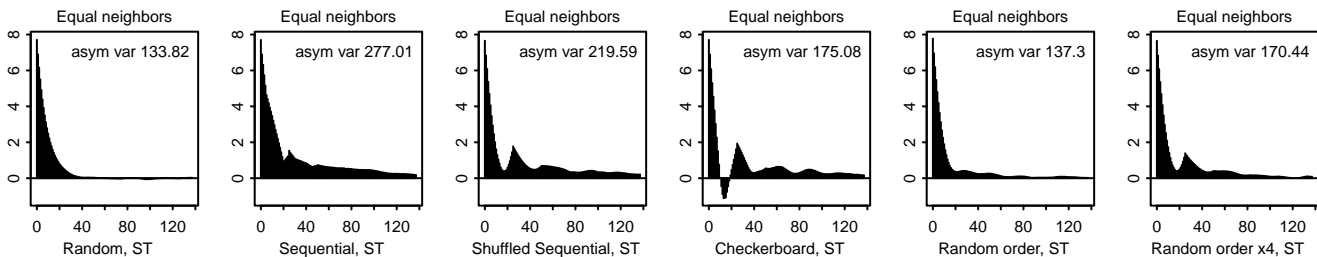 Equal neighbors Equal neighbors Equal neighbors Equal neighbors Equal neighbors Equal neighbors
asym var 133.82 asym var 277.01 asym var 219.59 asym var 175.08 asym var 137.3 asym var 170.44
8 8 8 8 8 8
6 6 6 6 6 6
4 4 4 4 4 4
2 2 2 2 2 2
0 0 0 0 0 0
0 40 80 120 0 40 80 120 0 40 80 120 0 40 80 120 0 40 80 120 0 40 80 120
Random, ST Sequential, ST Shuffled Sequential, ST Checkerboard, ST Random order, ST Random order x4, ST